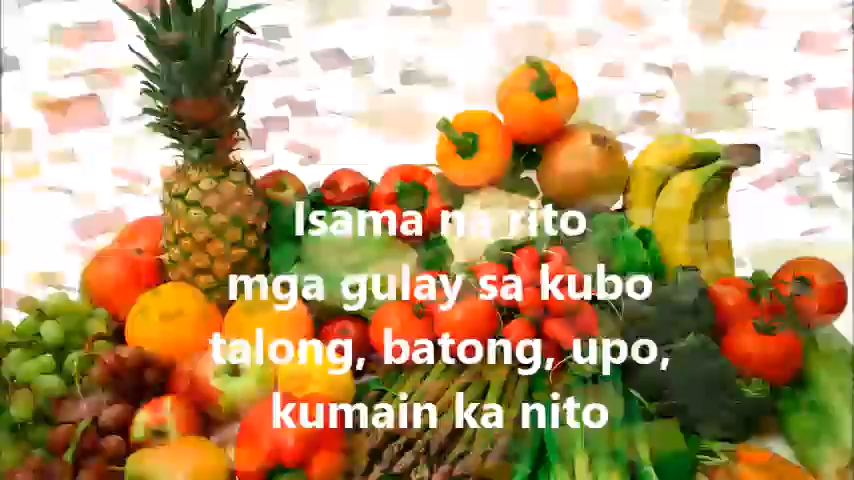 Isama na rito
mga gulay sa kubo
talong, batong, upo,
kumain ka nito